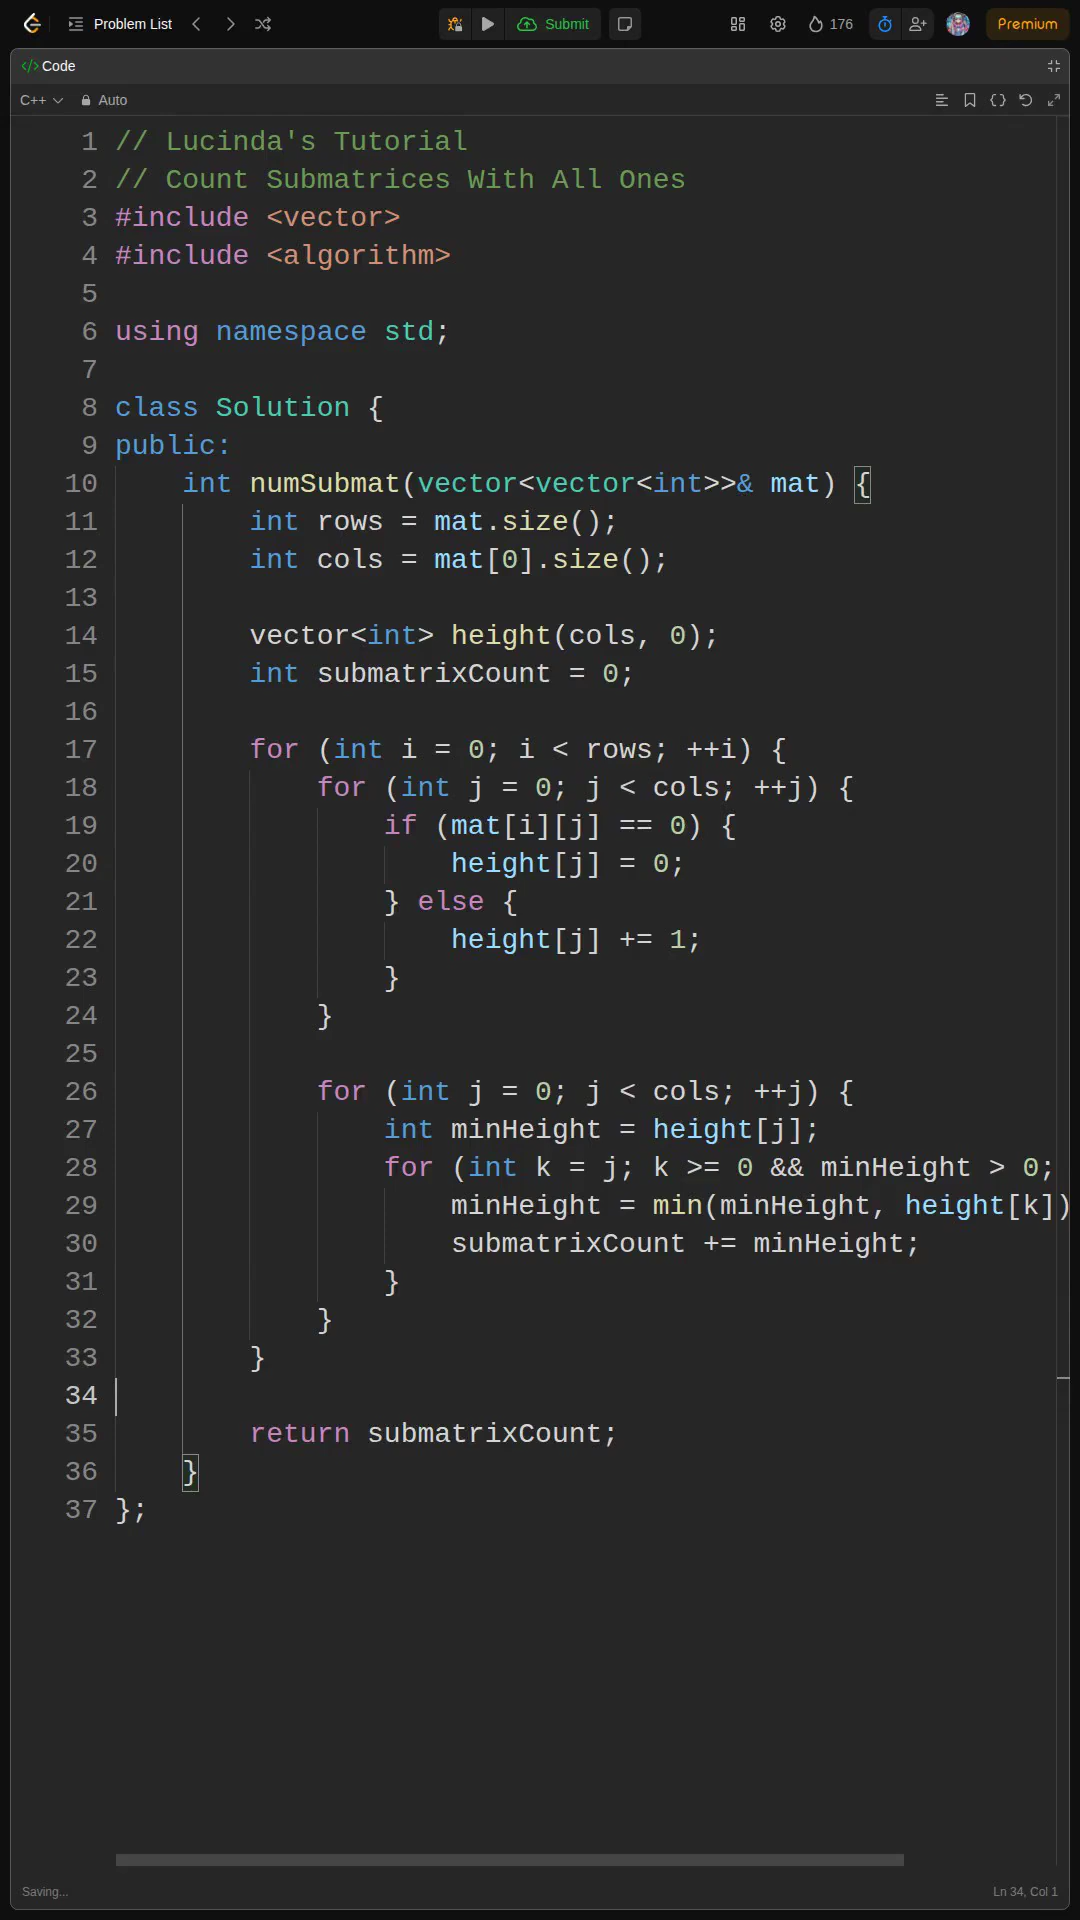 Problem List
Submit
176
Premium
</> Code
C++
Auto
1 // Lucinda's Tutorial
2 // Count Submatrices With All Ones
3 #include <vector>
4 #include <algorithm>
5
6 using namespace std;
7
8 class Solution {
9 public:
10     int numSubmat(vector<vector<int>>& mat) {
11         int rows = mat.size();
12         int cols = mat[0].size();
13
14         vector<int> height(cols, 0);
15         int submatrixCount = 0;
16
17         for (int i = 0; i < rows; ++i) {
18             for (int j = 0; j < cols; ++j) {
19                 if (mat[i][j] == 0) {
20                     height[j] = 0;
21                 } else {
22                     height[j] += 1;
23                 }
24             }
25
26             for (int j = 0; j < cols; ++j) {
27                 int minHeight = height[j];
28                 for (int k = j; k >= 0 && minHeight > 0;
29                     minHeight = min(minHeight, height[k])
30                     submatrixCount += minHeight;
31                 }
32             }
33         }
34
35         return submatrixCount;
36     }
37 };
Saving...
Ln 34, Col 1